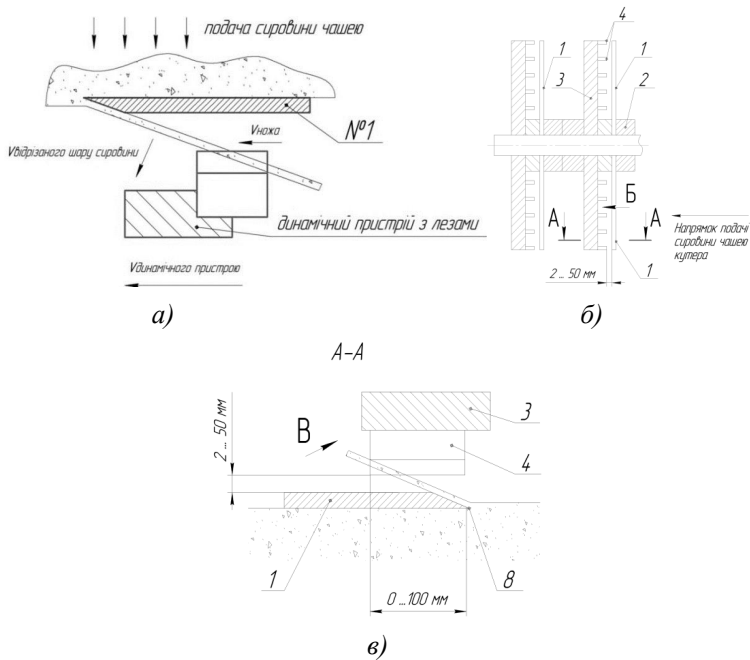 подача сировини чашею
Vножа
№1
Vвідрізаного шару сировини
динамічний пристрій з лезами
Vдинамічного пристрою
а)
4
1
3
1
2
Б
А
А
Напрямок подачі
сировини чашею
кутера
1
2 ... 50 мм
б)
А-А
2 ... 50 мм
В
3
4
1
8
0 ...100 мм
в)